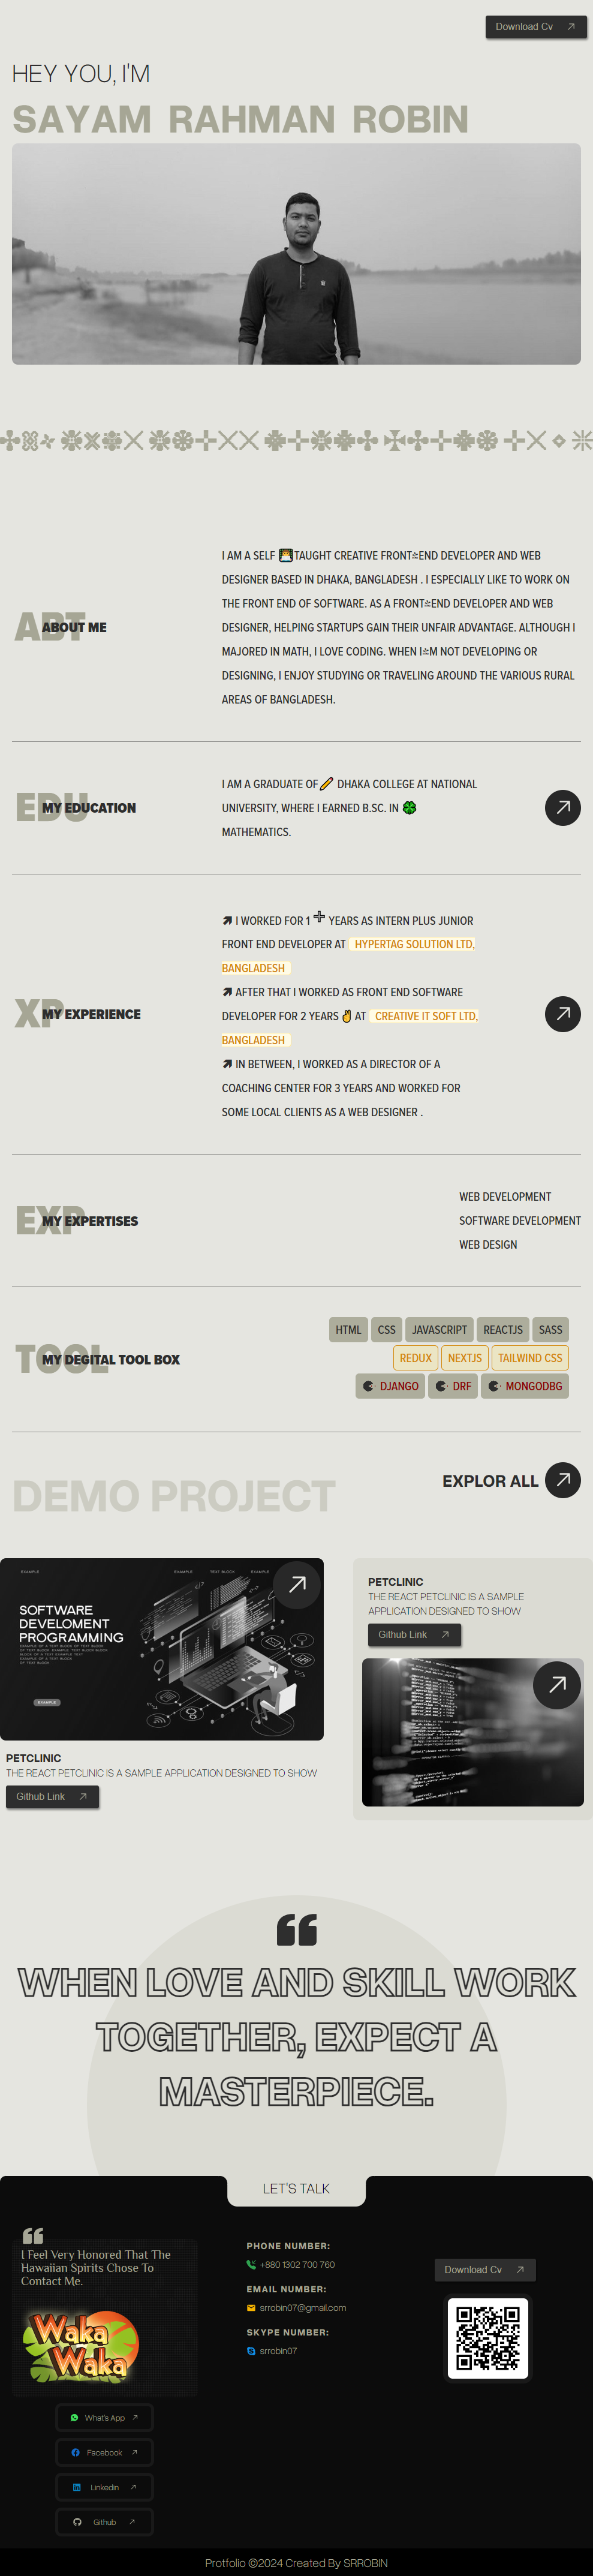 Download Cv
HEY YOU, I'M
SAYAM RAHMAN ROBIN
ABT
ABOUT ME
I AM A SELF TAUGHT CREATIVE FRONT-END DEVELOPER AND WEB
DESIGNER BASED IN DHAKA, BANGLADESH . I ESPECIALLY LIKE TO WORK ON
THE FRONT END OF SOFTWARE. AS A FRONT-END DEVELOPER AND WEB
DESIGNER, HELPING STARTUPS GAIN THEIR UNFAIR ADVANTAGE. ALTHOUGH I
MAJORED IN MATH, I LOVE CODING. WHEN I-M NOT DEVELOPING OR
DESIGNING, I ENJOY STUDYING OR TRAVELING AROUND THE VARIOUS RURAL
AREAS OF BANGLADESH.
EDU
MY EDUCATION
I AM A GRADUATE OF DHAKA COLLEGE AT NATIONAL
UNIVERSITY, WHERE I EARNED B.SC. IN
MATHEMATICS.
XP
MY EXPERIENCE
I WORKED FOR 1 + YEARS AS INTERN PLUS JUNIOR
FRONT END DEVELOPER AT HYPERTAG SOLUTION LTD,
BANGLADESH
AFTER THAT I WORKED AS FRONT END SOFTWARE
DEVELOPER FOR 2 YEARS AT CREATIVE IT SOFT LTD,
BANGLADESH
IN BETWEEN, I WORKED AS A DIRECTOR OF A
COACHING CENTER FOR 3 YEARS AND WORKED FOR
SOME LOCAL CLIENTS AS A WEB DESIGNER .
EXP
MY EXPERTISES
WEB DEVELOPMENT
SOFTWARE DEVELOPMENT
WEB DESIGN
TOOL
MY DEGITAL TOOL BOX
HTML CSS JAVASCRIPT REACTJS SASS
REDUX NEXTJS TAILWIND CSS
DJANGO DRF MONGODBG
DEMO PROJECT
EXPLOR ALL
EXAMPLE EXAMPLE TEXT BLOCK EXAMPLE
SOFTWARE
DEVELOMENT
PROGRAMMING
EXAMPLE
PETCLINIC
THE REACT PETCLINIC IS A SAMPLE APPLICATION DESIGNED TO SHOW
Github Link
PETCLINIC
THE REACT PETCLINIC IS A SAMPLE
APPLICATION DESIGNED TO SHOW
Github Link
WHEN LOVE AND SKILL WORK
TOGETHER, EXPECT A
MASTERPIECE.
LET'S TALK
I Feel Very Honored That The
Hawaiian Spirits Chose To
Contact Me.
Waka
Waka
What's App
Facebook
Linkedin
Github
PHONE NUMBER:
+880 1302 700 760
EMAIL NUMBER:
srrobin07@gmail.com
SKYPE NUMBER:
srrobin07
Download Cv
Protfolio ©2024 Created By SRROBIN